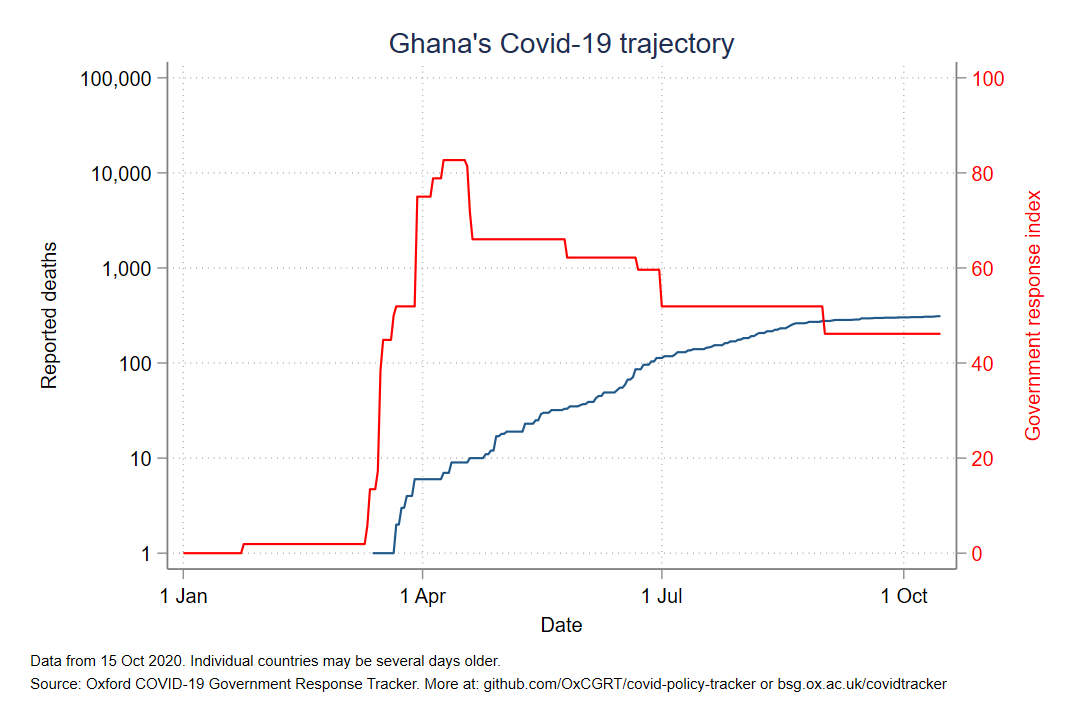 Ghana's Covid-19 trajectory
100,000
10,000
1,000
100
10
1
Reported deaths
100
80
60
40
20
0
Government response index
1 Jan 1 Apr 1 Jul 1 Oct
Date
Data from 15 Oct 2020. Individual countries may be several days older.
Source: Oxford COVID-19 Government Response Tracker. More at: github.com/OxCGRT/covid-policy-tracker or bsg.ox.ac.uk/covidtracker